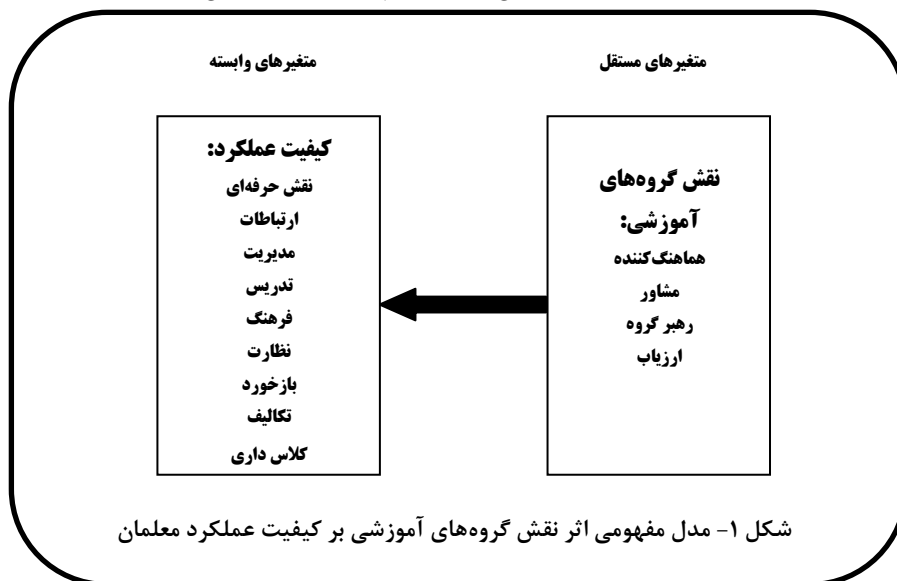 متغیرهای مستقل
متغیرهای وابسته
نقش گروه‌های
آموزشی:
هماهنگ‌کننده
مشاور
رهبر گروه
ارزیاب
کیفیت عملکرد:
نقش حرفه‌ای
ارتباطات
مدیریت
تدریس
فرهنگ
نظارت
بازخورد
تکالیف
کلاس داری
شکل ۱- مدل مفهومی اثر نقش گروه‌های آموزشی بر کیفیت عملکرد معلمان